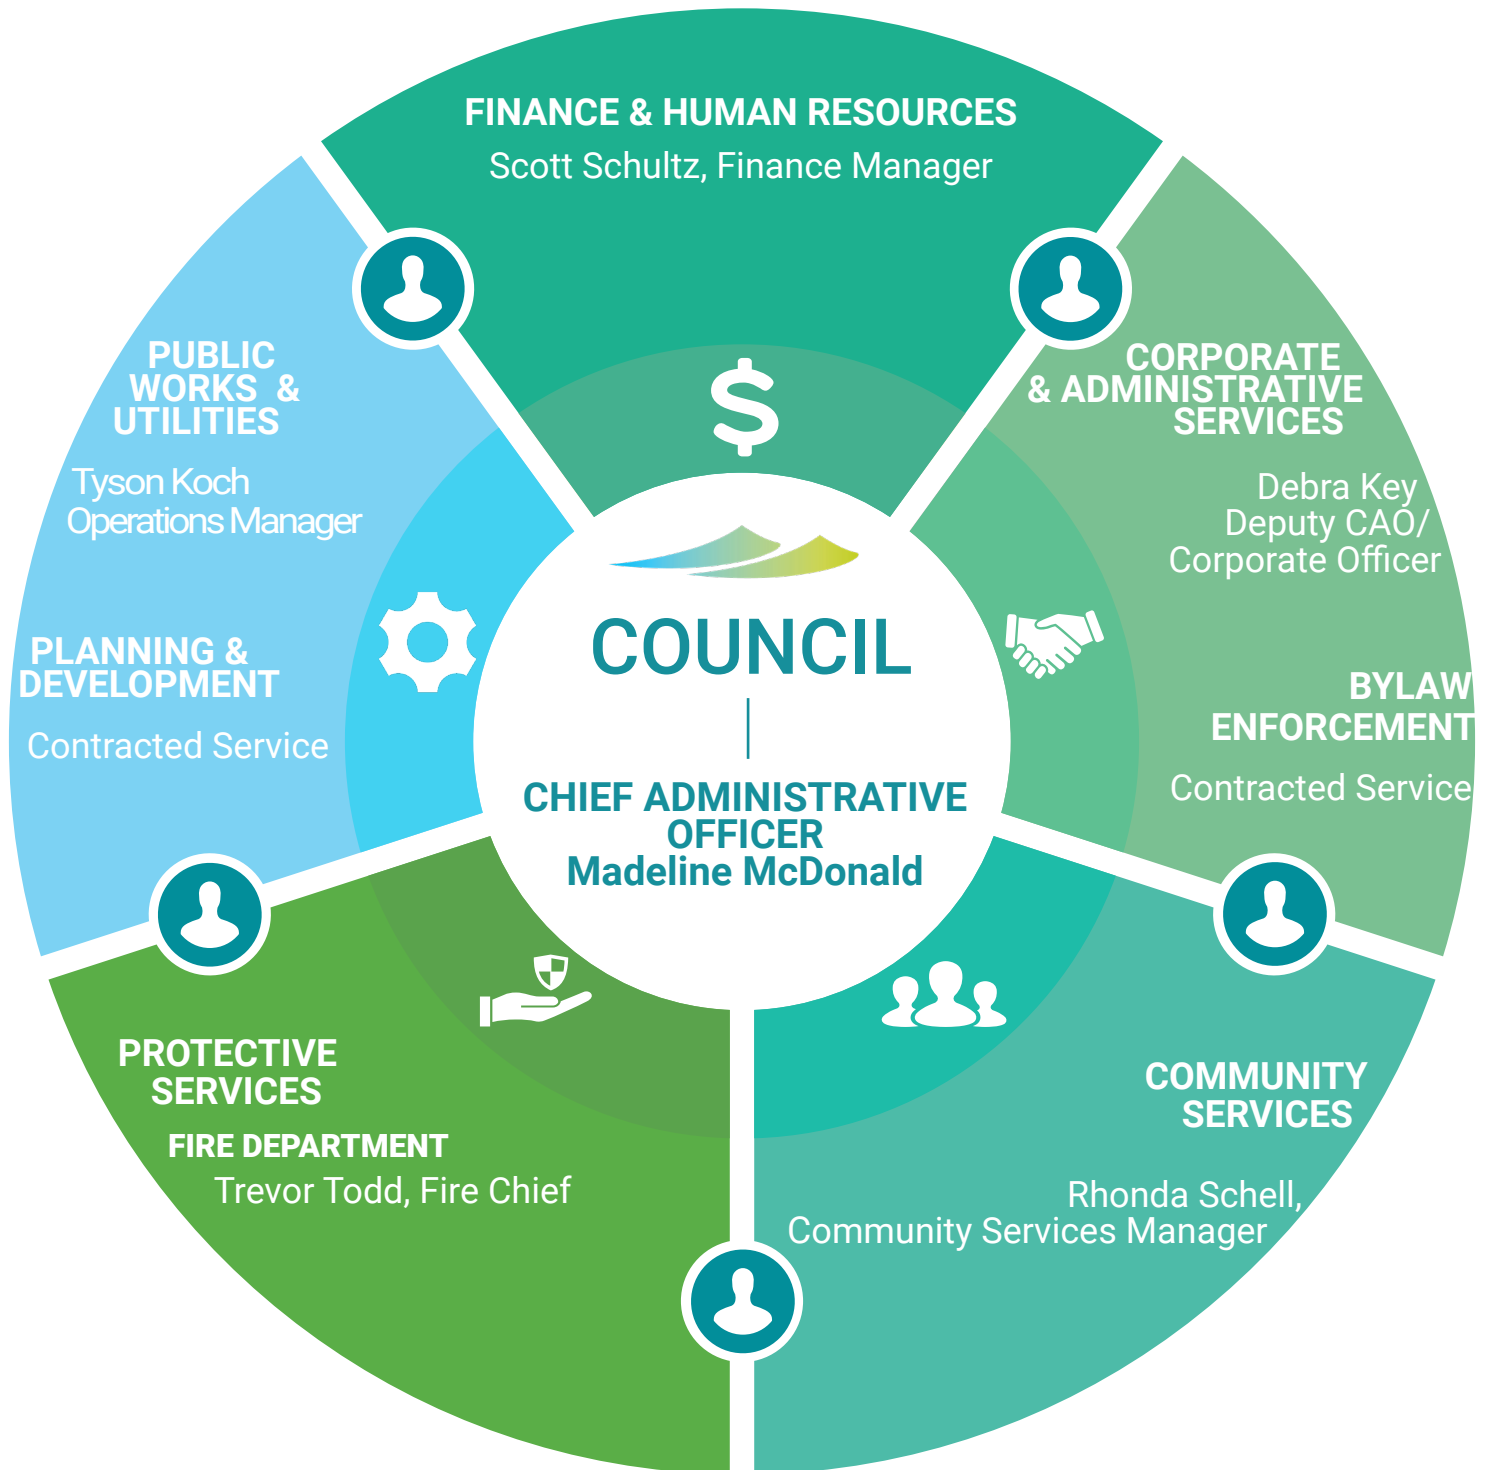 FINANCE & HUMAN RESOURCES
Scott Schultz, Finance Manager
PUBLIC
WORKS &
UTILITIES
Tyson Koch
Operations Manager
PLANNING &
DEVELOPMENT
Contracted Service
CORPORATE
& ADMINISTRATIVE
SERVICES
Debra Key
Deputy CAO/
Corporate Officer
BYLAW
ENFORCEMENT
Contracted Service
COUNCIL
CHIEF ADMINISTRATIVE
OFFICER
Madeline McDonald
PROTECTIVE
SERVICES
FIRE DEPARTMENT
Trevor Todd, Fire Chief
COMMUNITY
SERVICES
Rhonda Schell,
Community Services Manager